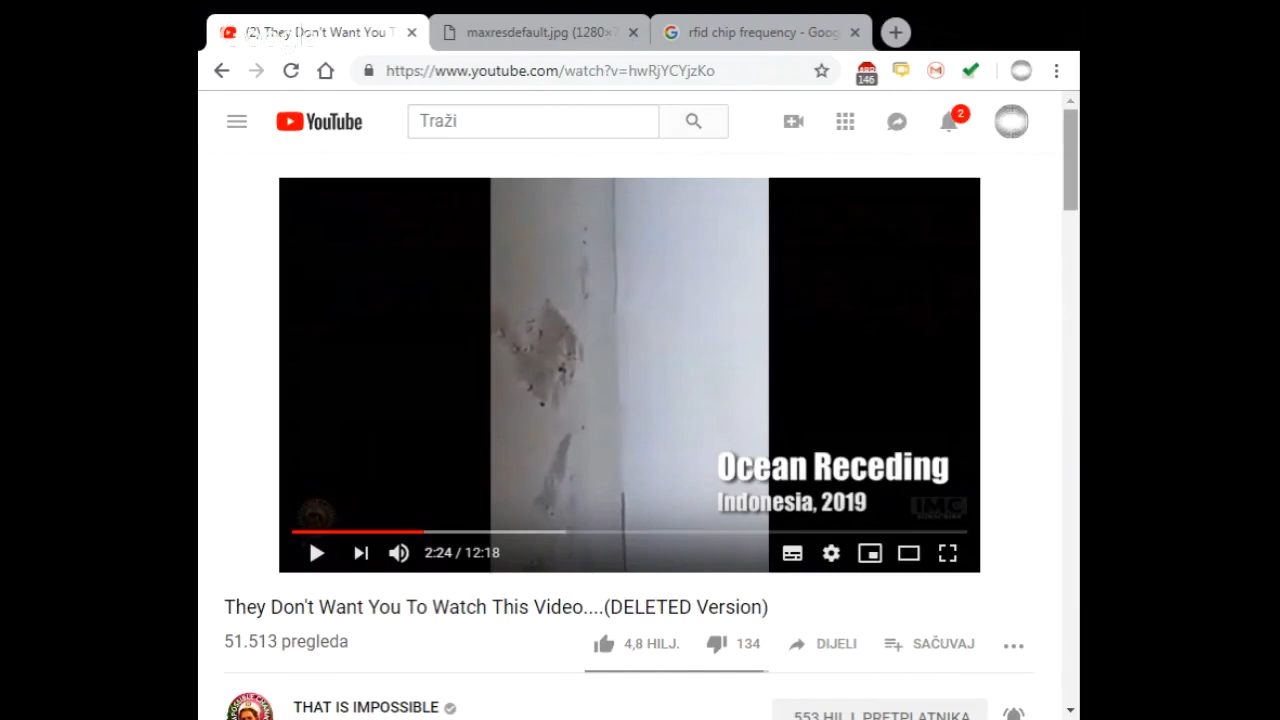 (2) They Don't Want You T
maxresdefault.jpg (1280×7
rfid chip frequency - Goog
https://www.youtube.com/watch?v=hwRjYCYjzKo
146
YouTube
Traži
2
Ocean Receding
Indonesia, 2019
IMC
2:24 / 12:18
They Don't Want You To Watch This Video....(DELETED Version)
51.513 pregleda
4,8 HILJ.
134
DIJELI
SAČUVAJ
THAT IS IMPOSSIBLE
553 HILJ. PRETPLATNIKA